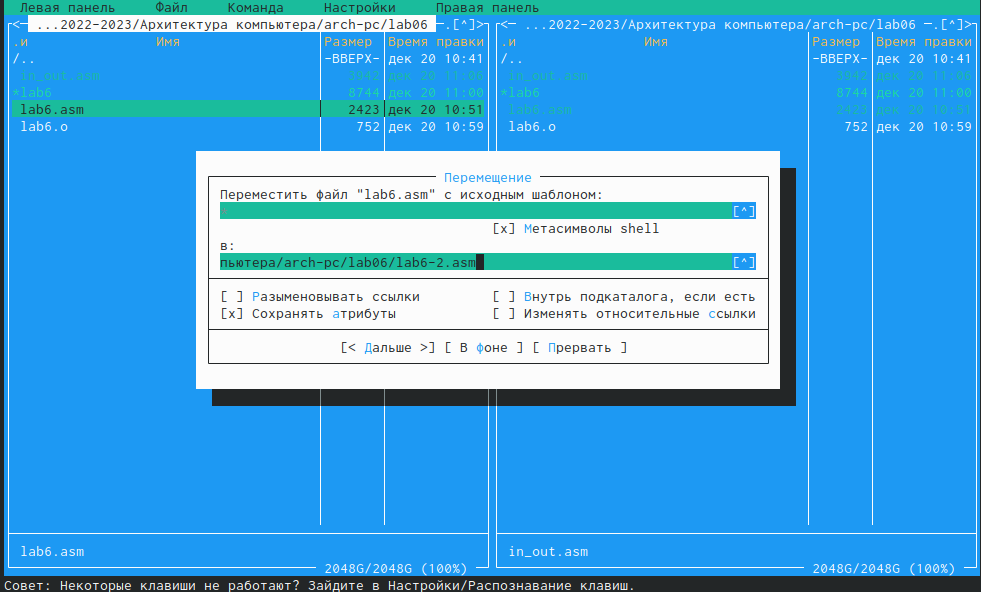 Левая панель Файл Команда Настройки Правая панель
<─ ...2022-2023/Архитектура компьютера/arch-pc/lab06 ─.[^]> <─ ...2022-2023/Архитектура компьютера/arch-pc/lab06 ─.[^]>
.и Имя Размер Время правки .и Имя Размер Время правки
/.. -ВВЕРХ- дек 20 10:41 /.. -ВВЕРХ- дек 20 10:41
in_out.asm 3942 дек 20 11:06 in_out.asm 3942 дек 20 11:06
*lab6 8744 дек 20 11:00 *lab6 8744 дек 20 11:00
lab6.asm 2423 дек 20 10:51 lab6.asm 2423 дек 20 10:51
lab6.o 752 дек 20 10:59 lab6.o 752 дек 20 10:59
Перемещение
Переместить файл "lab6.asm" с исходным шаблоном:
[^]
[x] Метасимволы shell
в:
пьютера/arch-pc/lab06/lab6-2.asm [^]
[ ] Разыменовывать ссылки [ ] Внутрь подкаталога, если есть
[x] Сохранять атрибуты [ ] Изменять относительные ссылки
[< Дальше >] [ В фоне ] [ Прервать ]
lab6.asm in_out.asm
2048G/2048G (100%) 2048G/2048G (100%)
Совет: Некоторые клавиши не работают? Зайдите в Настройки/Распознавание клавиш.